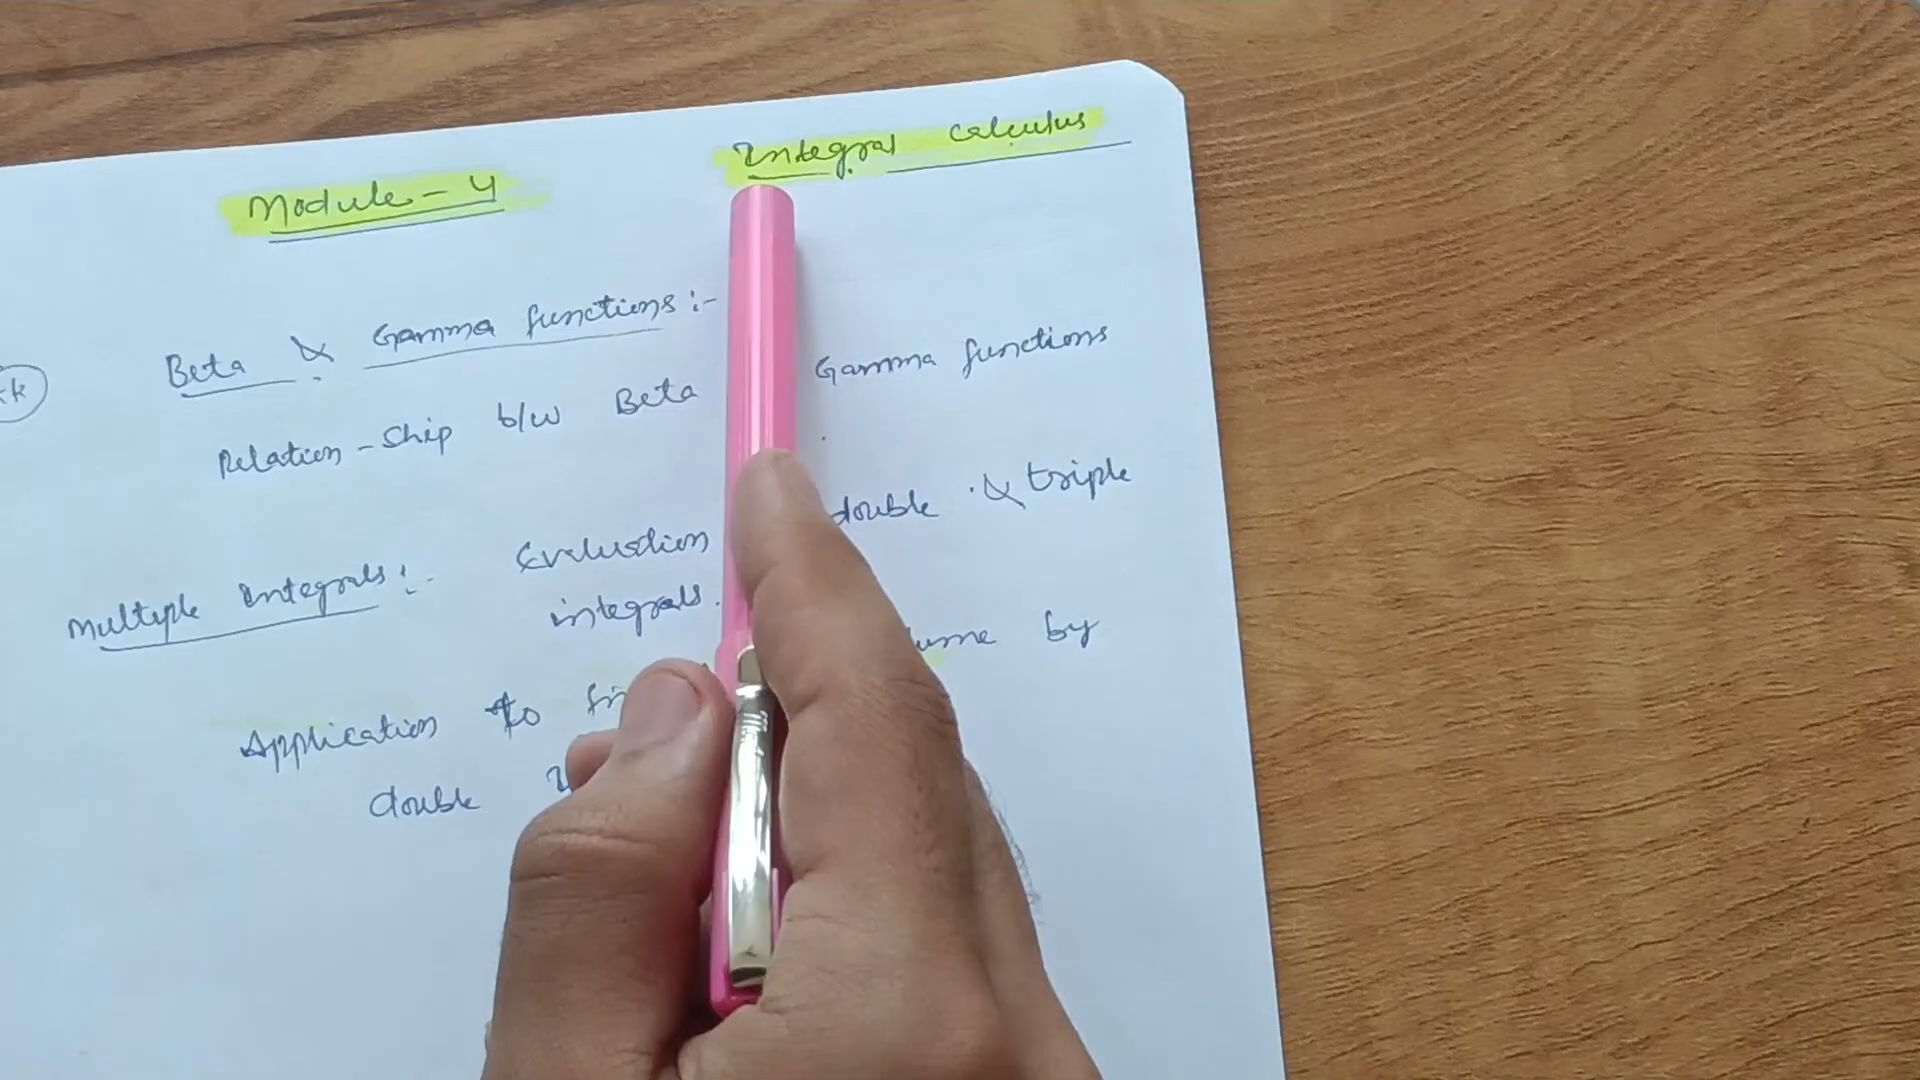 Module - 4 Integral calculus
Beta & Gamma functions :-
Relation - Ship b/w Beta Gamma functions
Multiple Integrals :- Evaluation double & triple
integrals.
Application to by
double